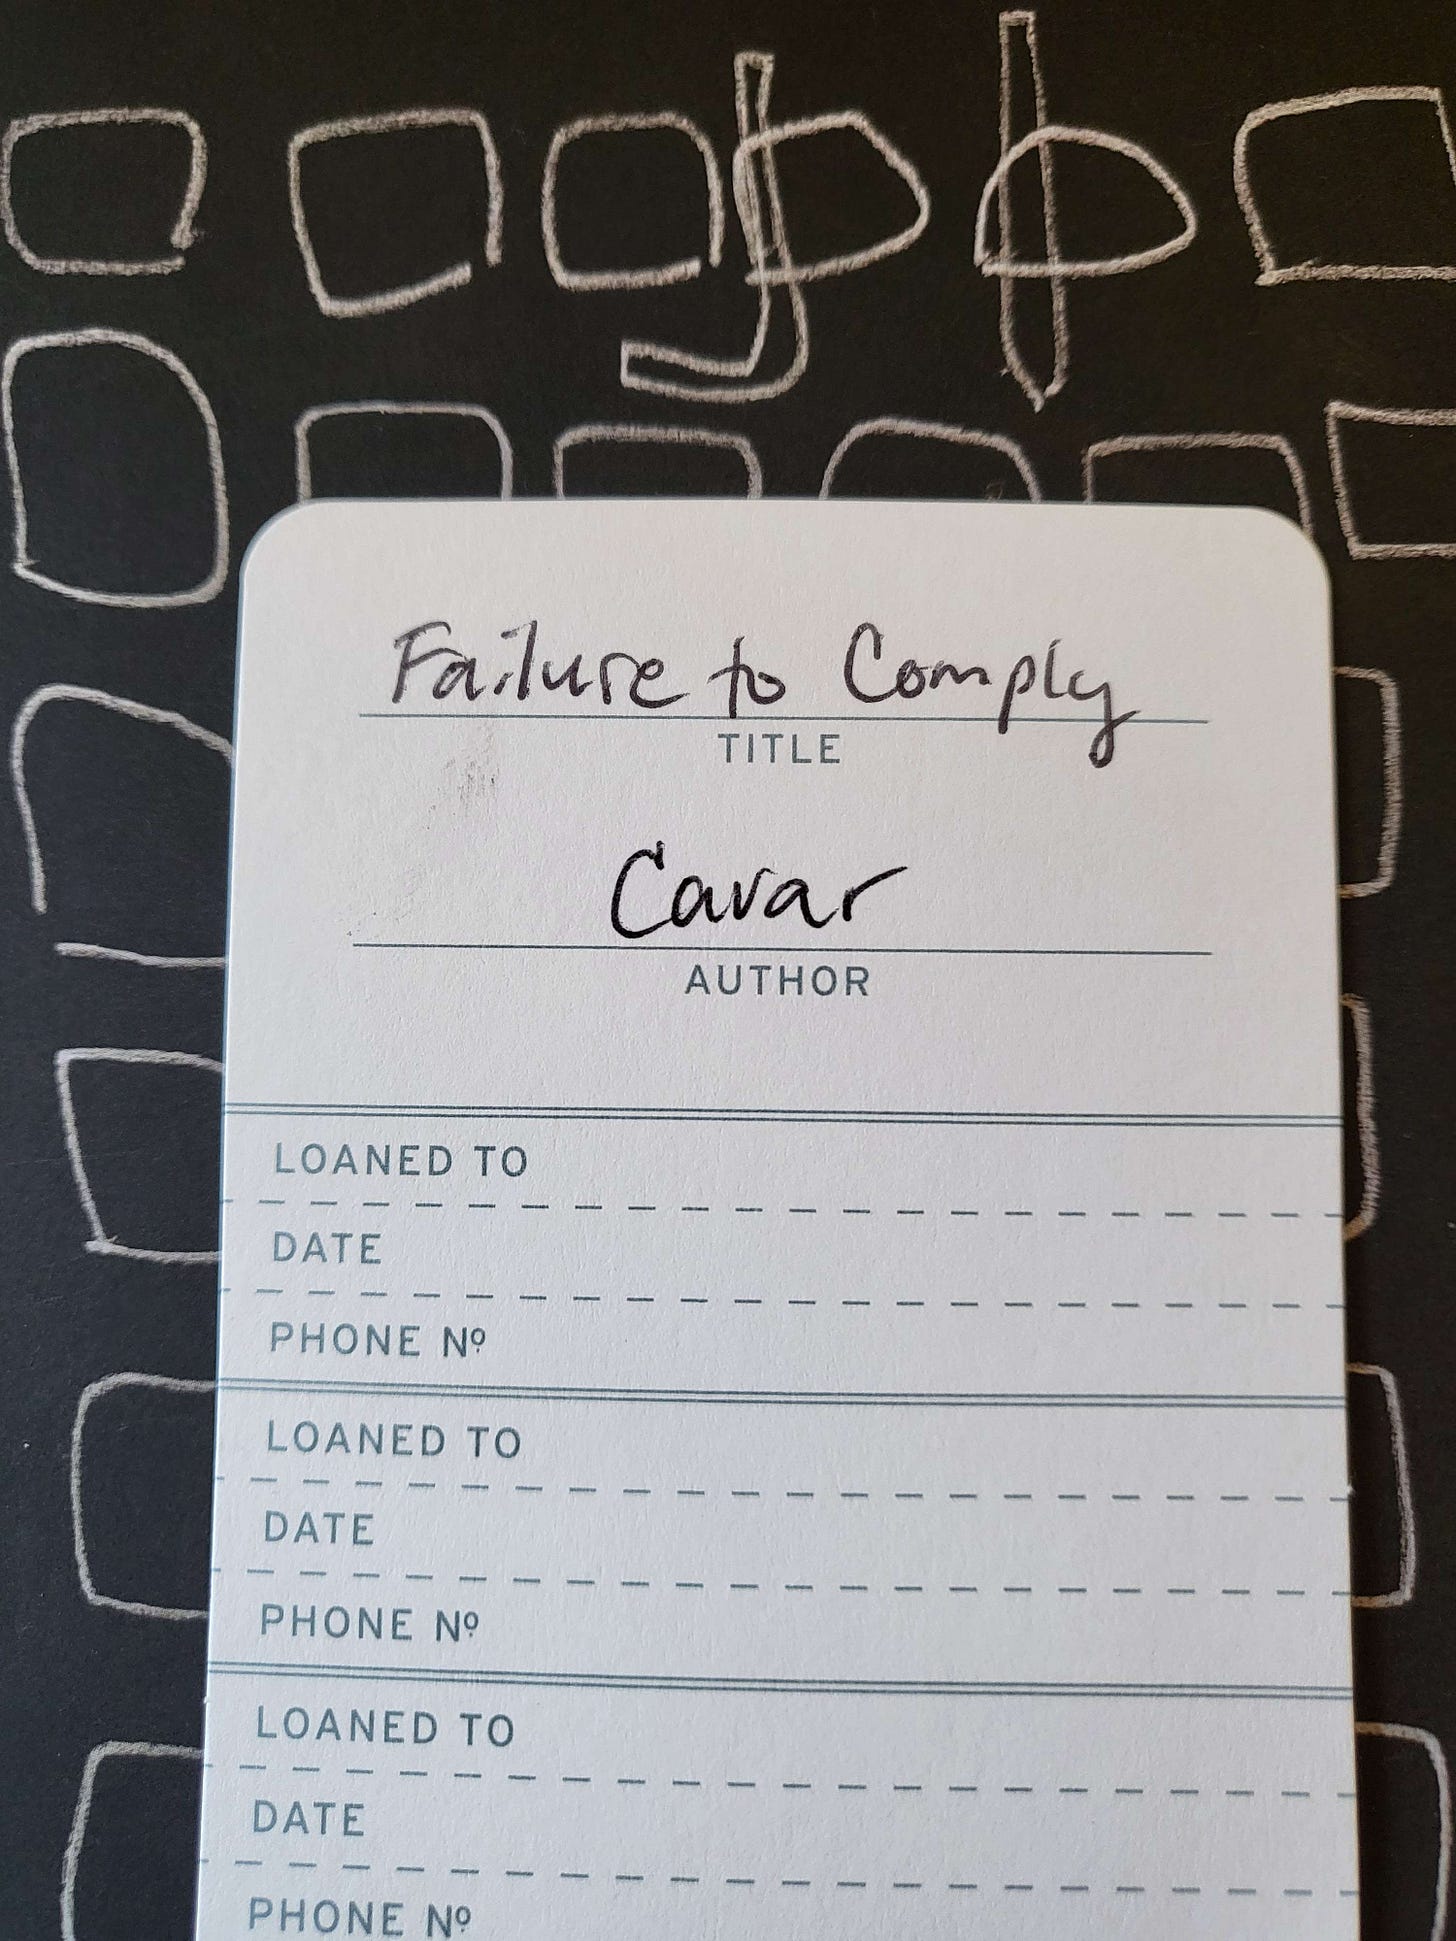 Failure to Comply
TITLE
Cavar
AUTHOR
LOANED TO
DATE
PHONE Nº
LOANED TO
DATE
PHONE Nº
LOANED TO
DATE
PHONE Nº